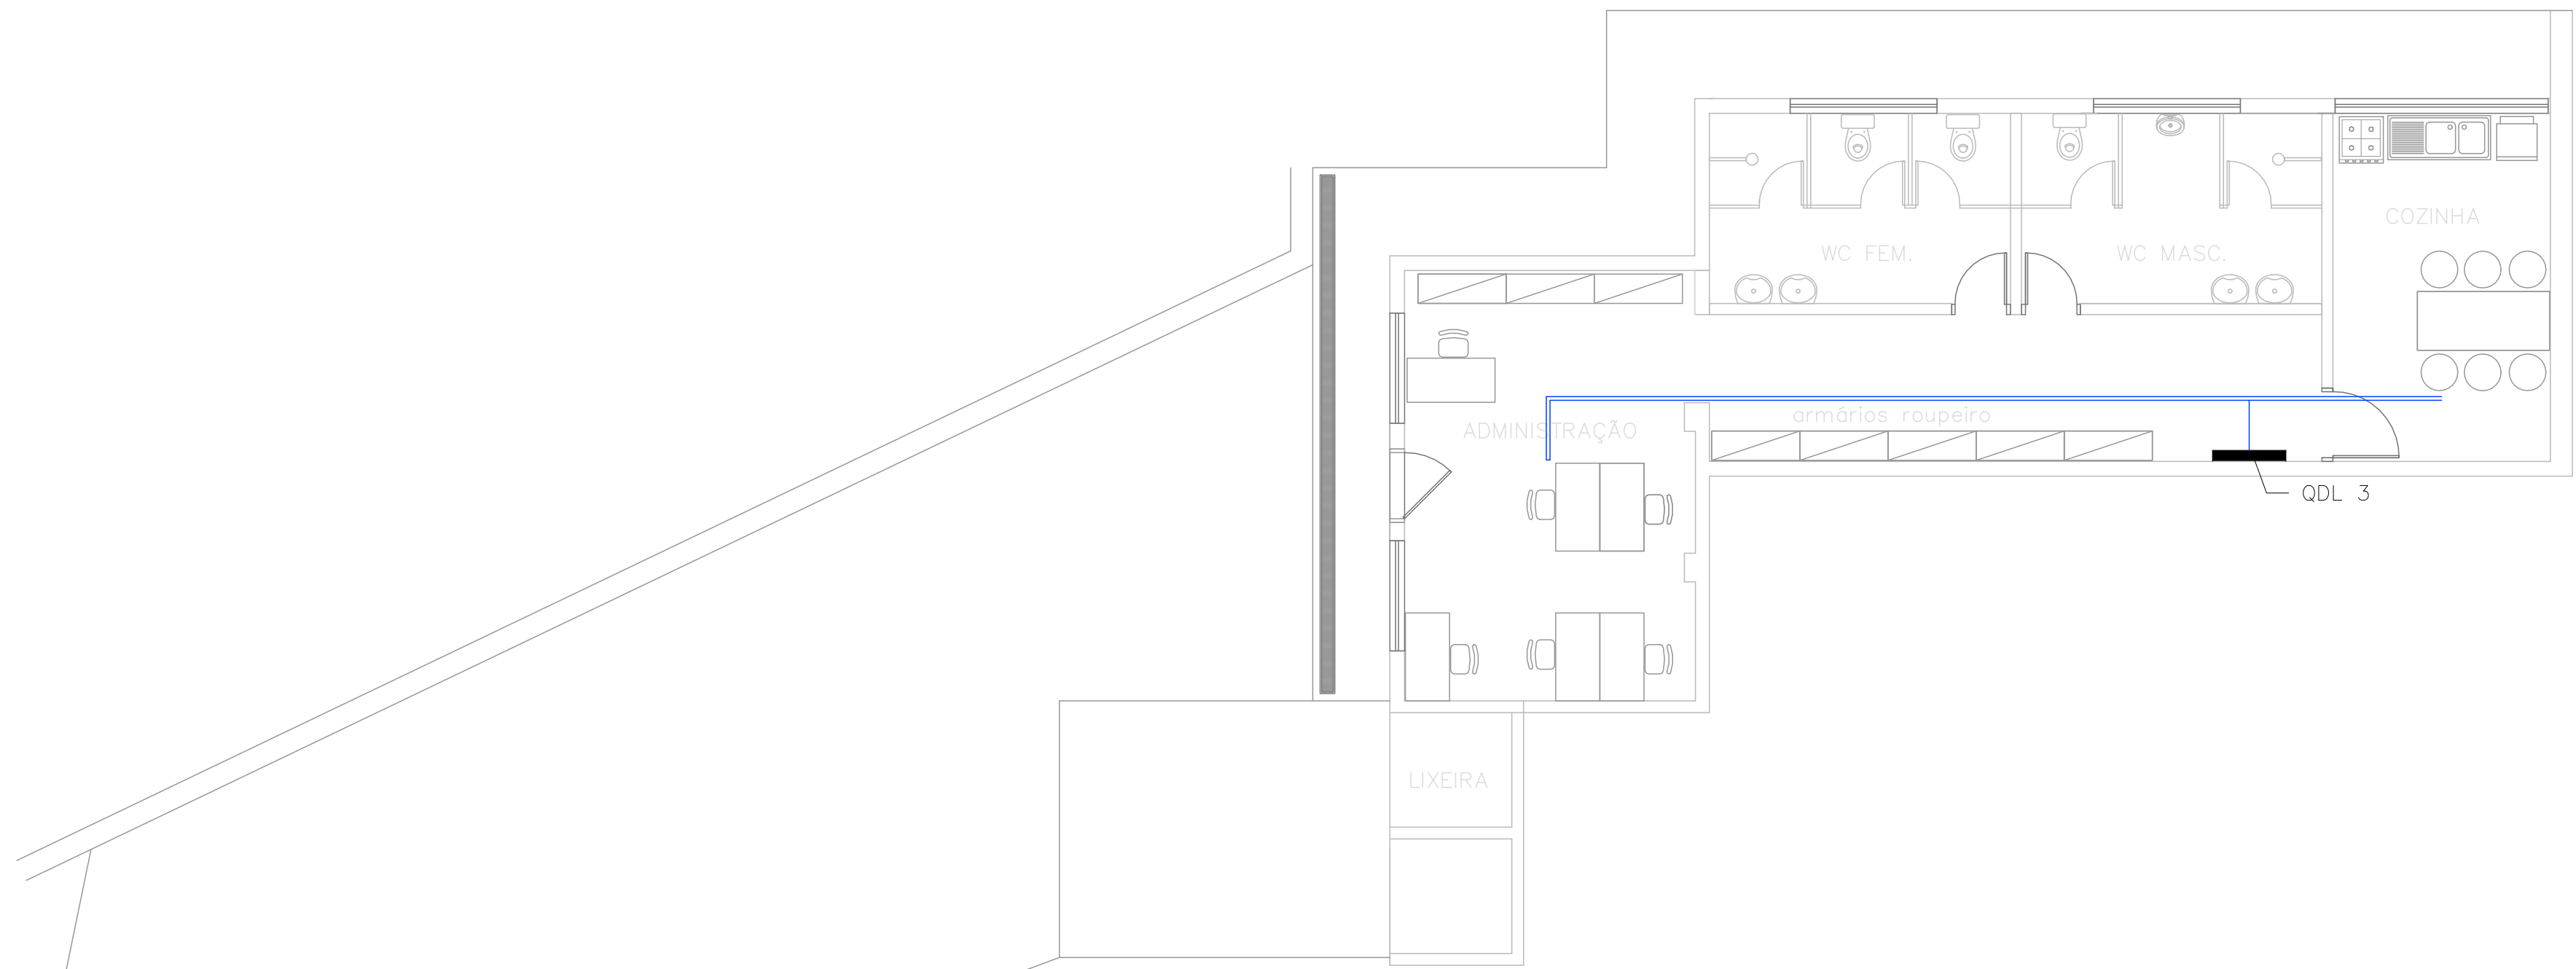 COZINHA
WC FEM.
WC MASC.
armários roupeiro
ADMINISTRAÇÃO
QDL 3
LIXEIRA